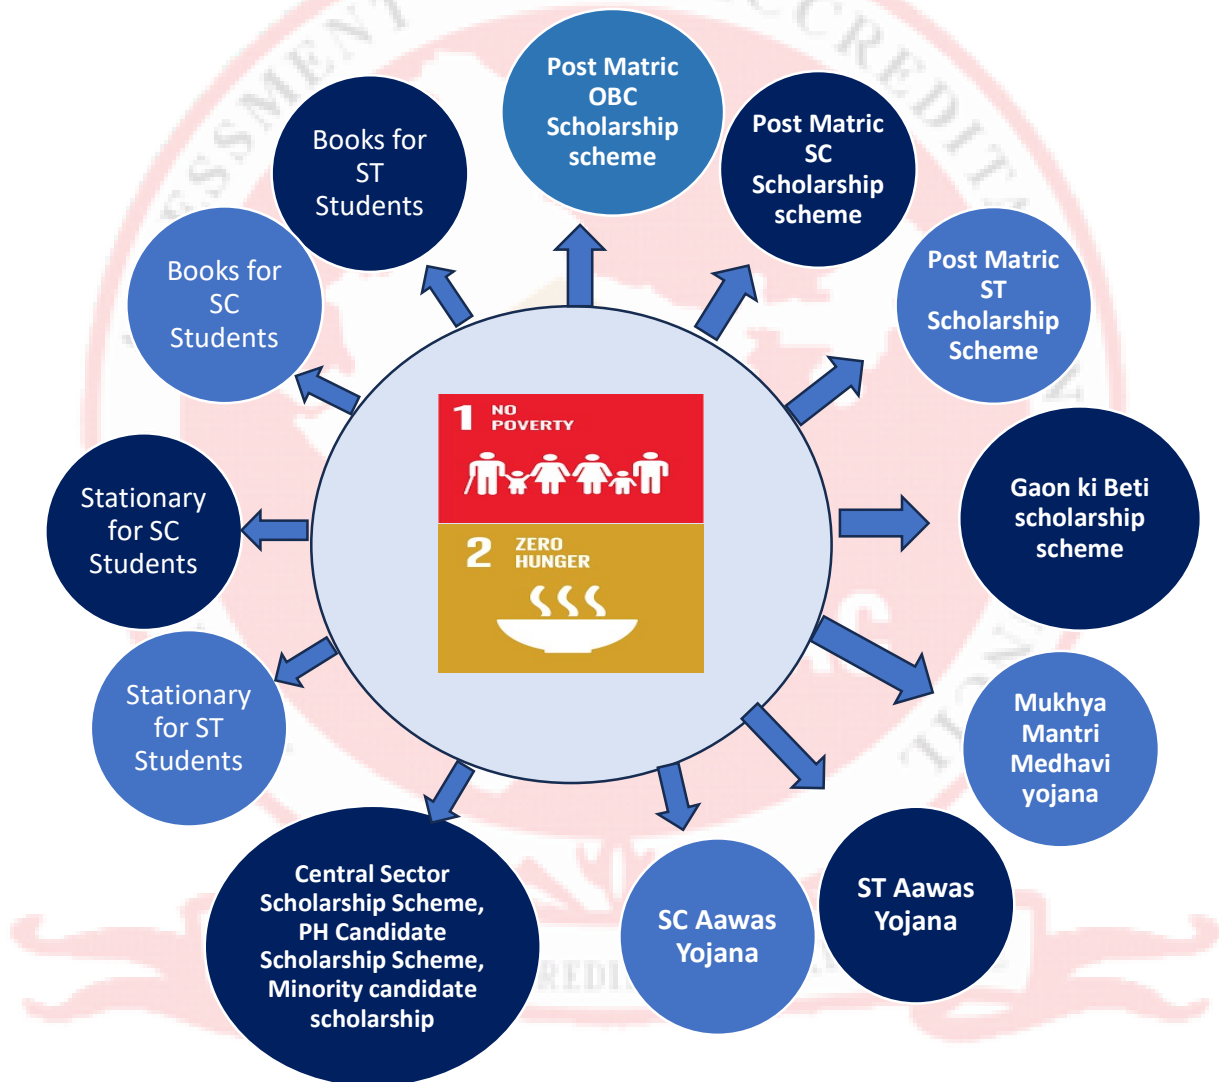 Post Matric
OBC
Scholarship
scheme
Post Matric
SC
Scholarship
scheme
Post Matric
ST
Scholarship
Scheme
Gaon ki Beti
scholarship
scheme
Mukhya
Mantri
Medhavi
yojana
ST Aawas
Yojana
SC Aawas
Yojana
Central Sector
Scholarship Scheme,
PH Candidate
Scholarship Scheme,
Minority candidate
scholarship
Stationary
for ST
Students
Stationary
for SC
Students
Books for
SC
Students
Books for
ST
Students
1 NO
POVERTY
2 ZERO
HUNGER